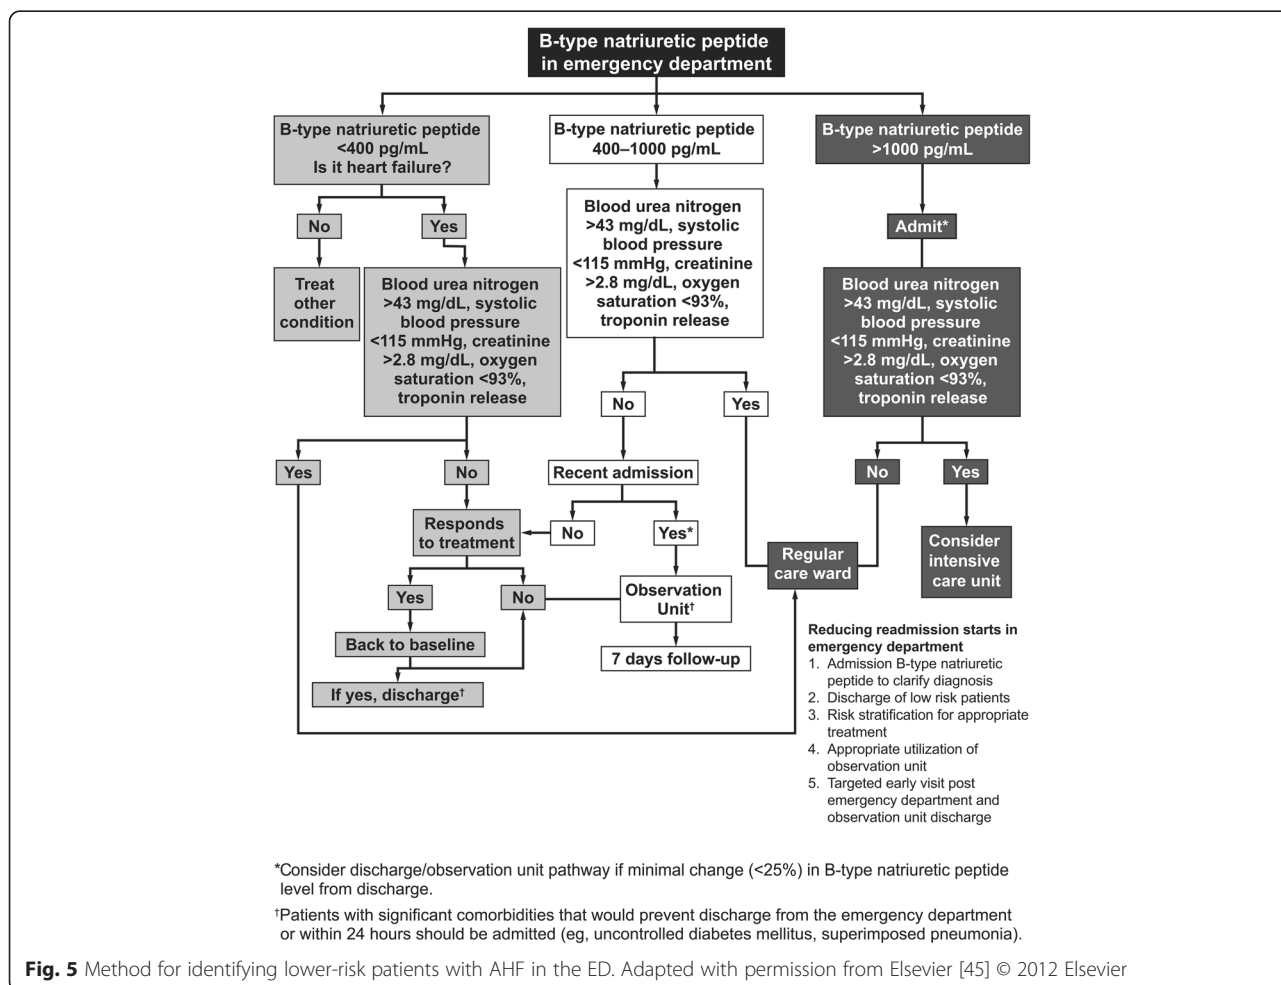 B-type natriuretic peptide
in emergency department
B-type natriuretic peptide
<400 pg/mL
Is it heart failure?
B-type natriuretic peptide
400–1000 pg/mL
B-type natriuretic peptide
>1000 pg/mL
No
Yes
Treat
other
condition
Blood urea nitrogen
>43 mg/dL, systolic
blood pressure
<115 mmHg, creatinine
>2.8 mg/dL, oxygen
saturation <93%,
troponin release
Blood urea nitrogen
>43 mg/dL, systolic
blood pressure
<115 mmHg, creatinine
>2.8 mg/dL, oxygen
saturation <93%,
troponin release
Admit*
Blood urea nitrogen
>43 mg/dL, systolic
blood pressure
<115 mmHg, creatinine
>2.8 mg/dL, oxygen
saturation <93%,
troponin release
No
Yes
Yes
No
Recent admission
No
Yes
Responds
to treatment
No
Yes*
Regular
care ward
Consider
intensive
care unit
Yes
No
Observation
Unit†
Back to baseline
7 days follow-up
If yes, discharge†
Reducing readmission starts in
emergency department
1. Admission B-type natriuretic
peptide to clarify diagnosis
2. Discharge of low risk patients
3. Risk stratification for appropriate
treatment
4. Appropriate utilization of
observation unit
5. Targeted early visit post
emergency department and
observation unit discharge
*Consider discharge/observation unit pathway if minimal change (<25%) in B-type natriuretic peptide
level from discharge.
†Patients with significant comorbidities that would prevent discharge from the emergency department
or within 24 hours should be admitted (eg, uncontrolled diabetes mellitus, superimposed pneumonia).
Fig. 5 Method for identifying lower-risk patients with AHF in the ED. Adapted with permission from Elsevier [45] © 2012 Elsevier